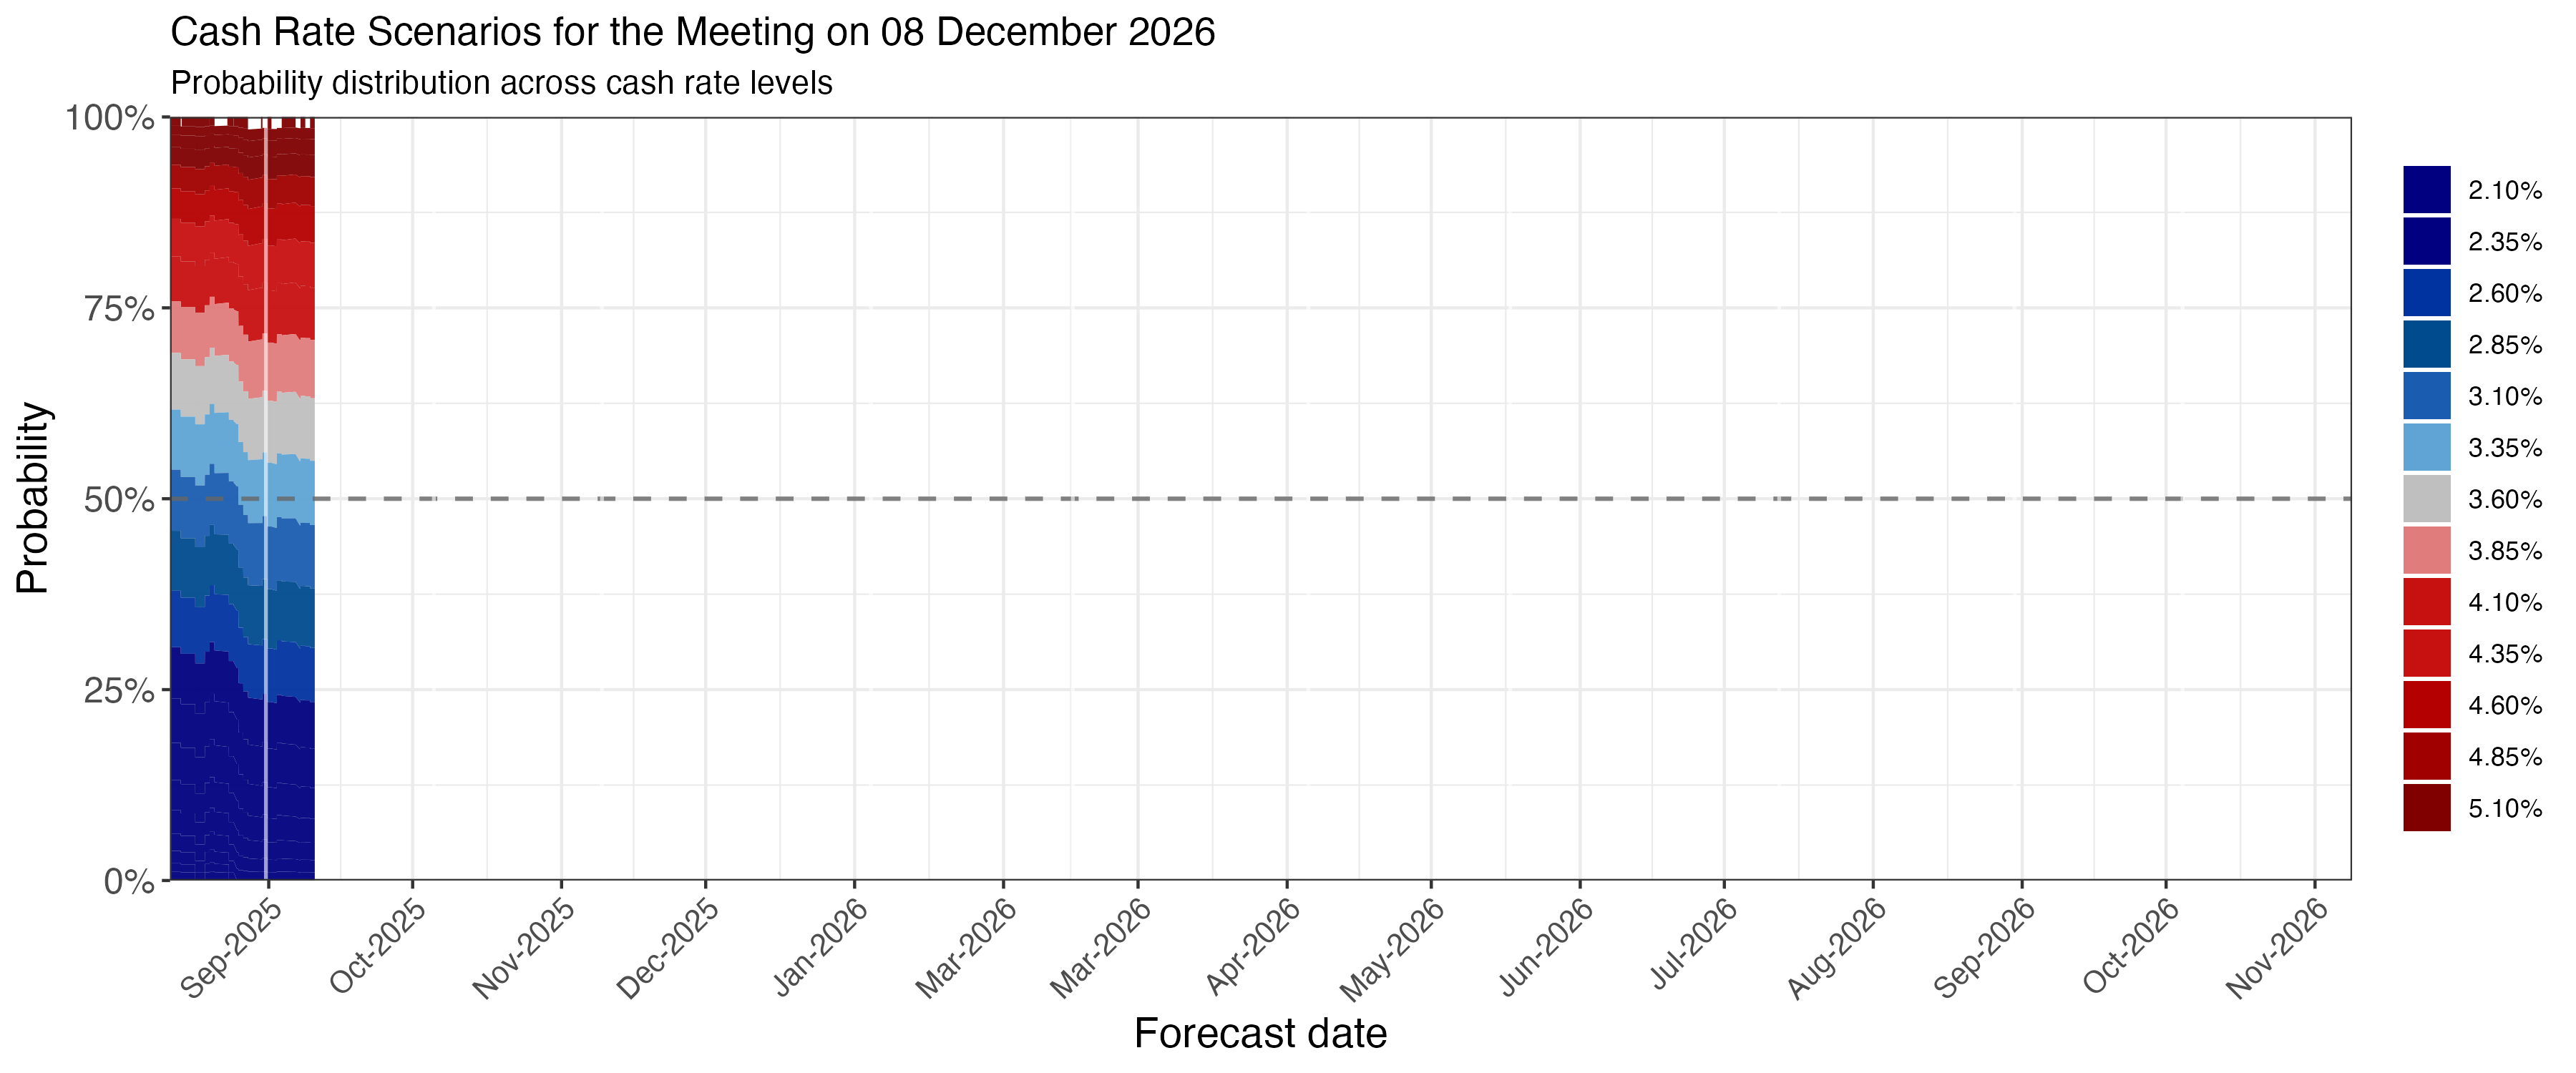 Cash Rate Scenarios for the Meeting on 08 December 2026
Probability distribution across cash rate levels
Probability
100%
75%
50%
25%
0%
Sep-2025
Oct-2025
Nov-2025
Dec-2025
Jan-2026
Mar-2026
Mar-2026
Apr-2026
May-2026
Jun-2026
Jul-2026
Aug-2026
Sep-2026
Oct-2026
Nov-2026
Forecast date
2.10%
2.35%
2.60%
2.85%
3.10%
3.35%
3.60%
3.85%
4.10%
4.35%
4.60%
4.85%
5.10%